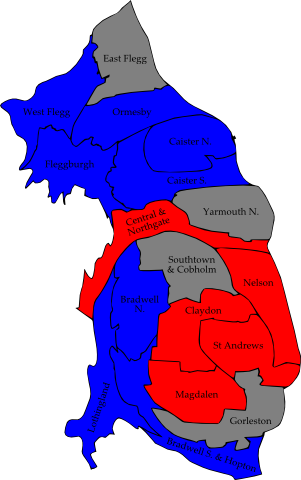 East Flegg
West Flegg
Ormesby
Caister N.
Fleggburgh
Caister S.
Yarmouth N.
Central &
Northgate
Southtown
& Cobholm
Nelson
Bradwell
N.
Claydon
St Andrews
Magdalen
Lothingland
Gorleston
Bradwell S. & Hopton